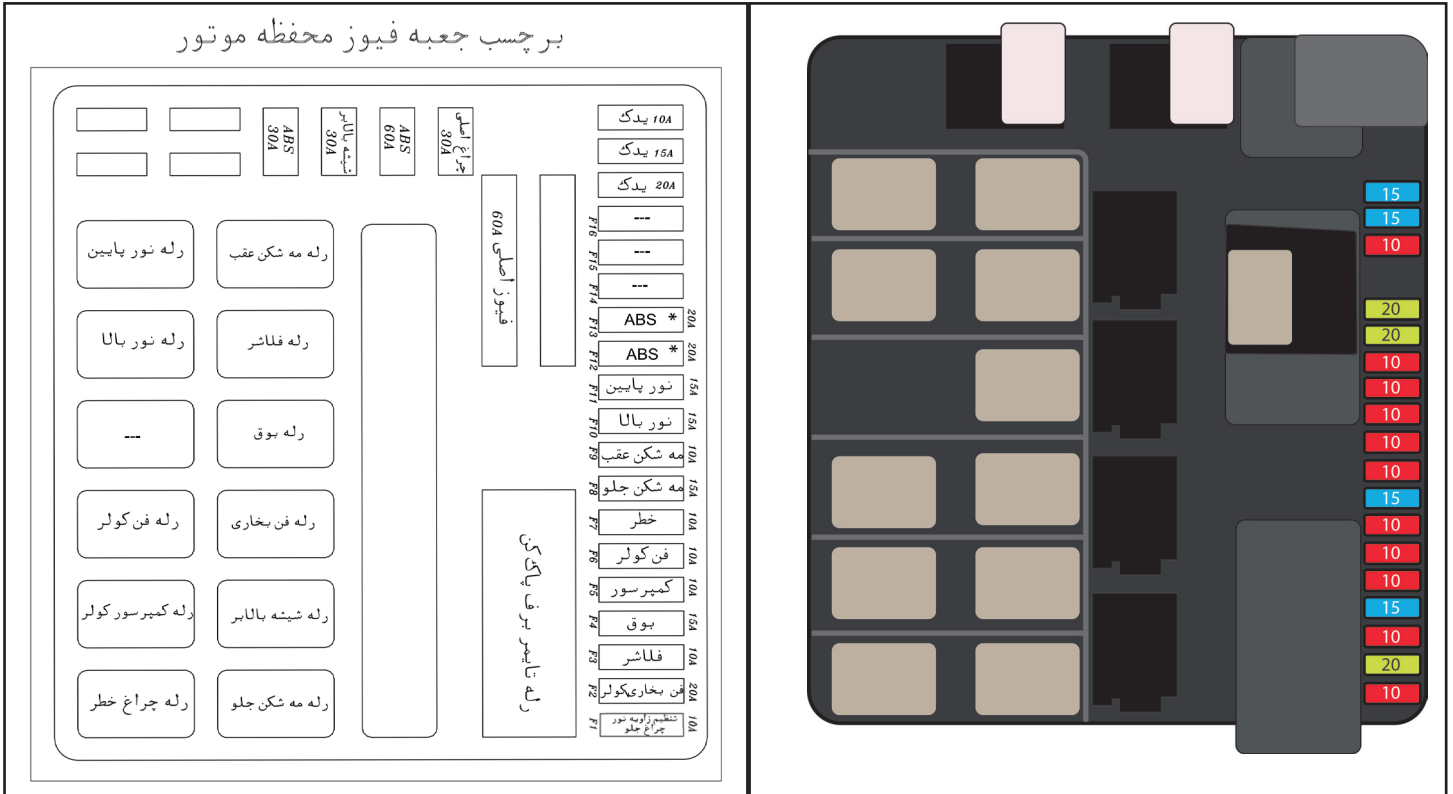 برچسب جعبه فیوز محفظه موتور
ABS
30A
شیشه بالابر
30A
ABS
60A
چراغ اصلی
30A
10A یدک
15A یدک
20A یدک
---
F16
---
F15
---
F14
ABS *
20A
F13
ABS *
20A
F12
نور پایین
15A
F11
نور بالا
15A
F10
مه شکن عقب
10A
F9
مه شکن جلو
15A
F8
خطر
10A
F7
فن کولر
10A
F6
کمپرسور
10A
F5
بوق
15A
F4
فلاشر
10A
F3
فن بخاری‌کولر
20A
F2
تنظیم زاویه نور
چراغ جلو
10A
F1
فیوز اصلی 60A
رله تایمر برف پاک کن
رله مه شکن عقب
رله نور پایین
رله فلاشر
رله نور بالا
رله بوق
---
رله فن بخاری
رله فن کولر
رله شیشه بالابر
رله کمپرسور کولر
رله مه شکن جلو
رله چراغ خطر
15
15
10
20
20
10
10
10
10
10
15
10
10
10
15
10
20
10